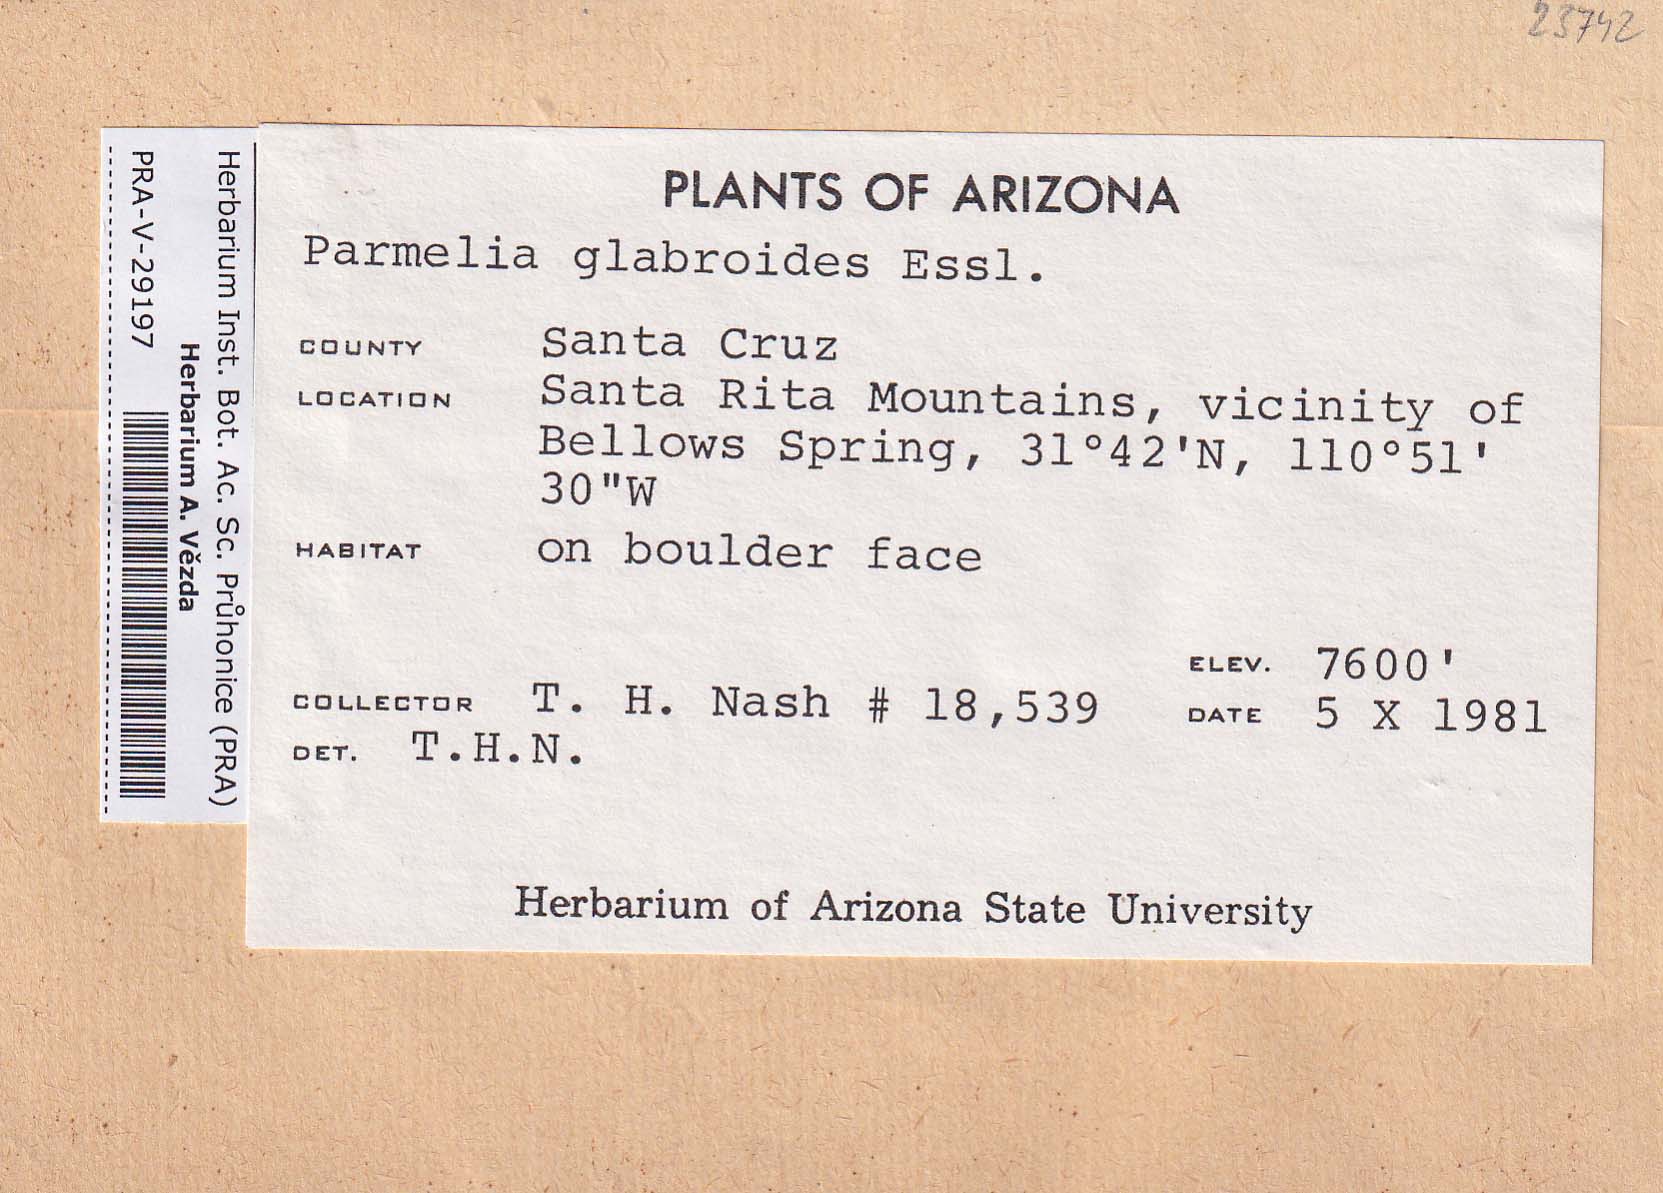 23742
Herbarium Inst. Bot. Ac. Sc. Průhonice (PRA)
Herbarium A. Vězda
PRA-V-29197
PLANTS OF ARIZONA
Parmelia glabroides Essl.
COUNTY Santa Cruz
LOCATION Santa Rita Mountains, vicinity of
Bellows Spring, 31°42'N, 110°51'
30"W
HABITAT on boulder face
ELEV. 7600'
COLLECTOR T. H. Nash # 18,539 DATE 5 X 1981
DET. T.H.N.
Herbarium of Arizona State University